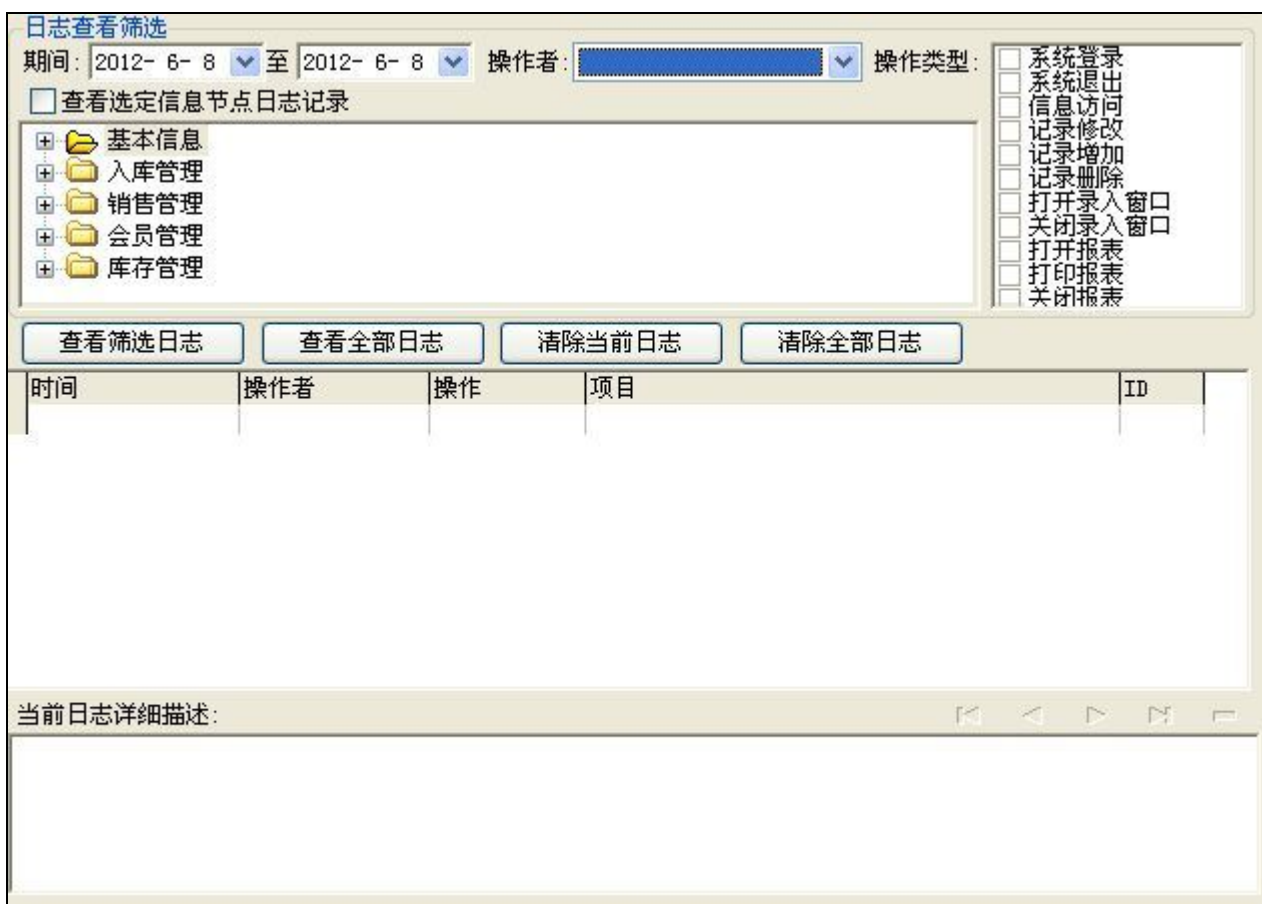 日志查看筛选
期间: 2012- 6- 8 至 2012- 6- 8 操作者: 操作类型:
系统登录
系统退出
信息访问
记录修改
记录增加
记录删除
打开录入窗口
关闭录入窗口
打开报表
打印报表
关闭报表
查看选定信息节点日志记录
基本信息
入库管理
销售管理
会员管理
库存管理
查看筛选日志 查看全部日志 清除当前日志 清除全部日志
时间 操作者 操作 项目 ID
当前日志详细描述: